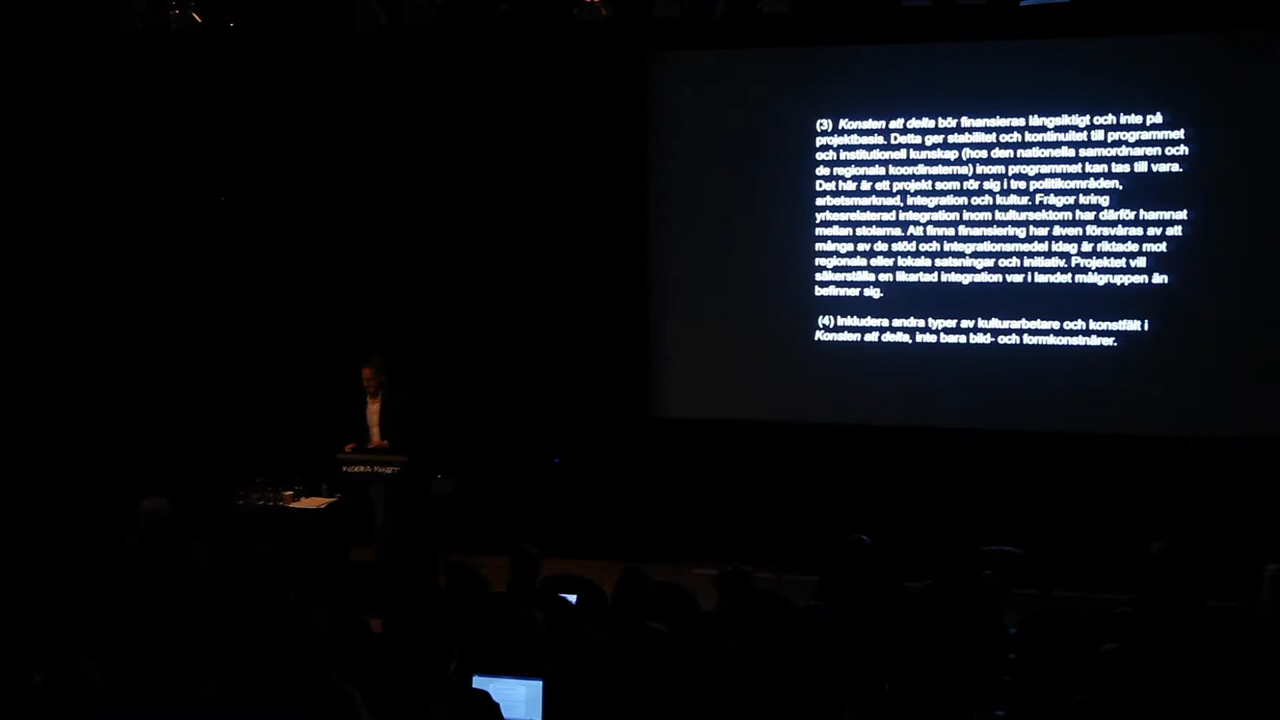 (3) Konsten att delta bör finansieras långsiktigt och inte på
projektbasis. Detta ger stabilitet och kontinuitet till programmet
och institutionell kunskap (hos den nationella samordnaren och
de regionala koordinaterna) inom programmet kan tas till vara.
Det här är ett projekt som rör sig i tre politikområden,
arbetsmarknad, integration och kultur. Frågor kring
yrkesrelaterad integration inom kultursektorn har därför hamnat
mellan stolarna. Att finna finansiering har även försvåras av att
många av de stöd och integrationsmedel idag är riktade mot
regionala eller lokala satsningar och initiativ. Projektet vill
säkerställa en likartad integration var i landet målgruppen än
befinner sig.
(4) Inkludera andra typer av kulturarbetare och konstfält i
Konsten att delta, inte bara bild- och formkonstnärer.